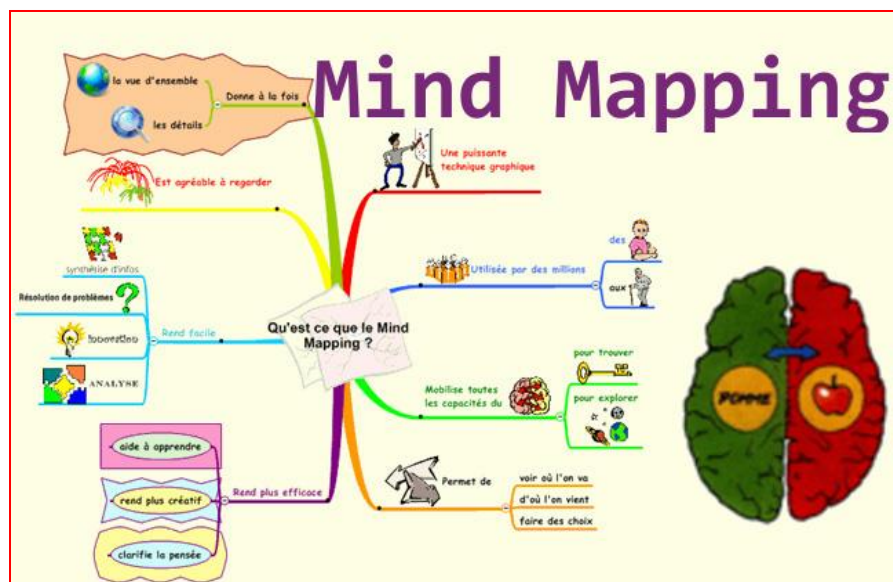 Mind Mapping
la vue d'ensemble
Donne à la fois
les détails
Une puissante
technique graphique
Est agréable à regarder
des
Utilisée par des millions
aux
synthétise d'infos
Résolution de problèmes
Rend facile
Innovation
ANALYSE
Qu'est ce que le Mind
Mapping ?
pour trouver
Mobilise toutes
les capacités du
pour explorer
POMME
aide à apprendre
Rend plus efficace
rend plus créatif
clarifie la pensée
Permet de
voir où l'on va
d'où l'on vient
faire des choix